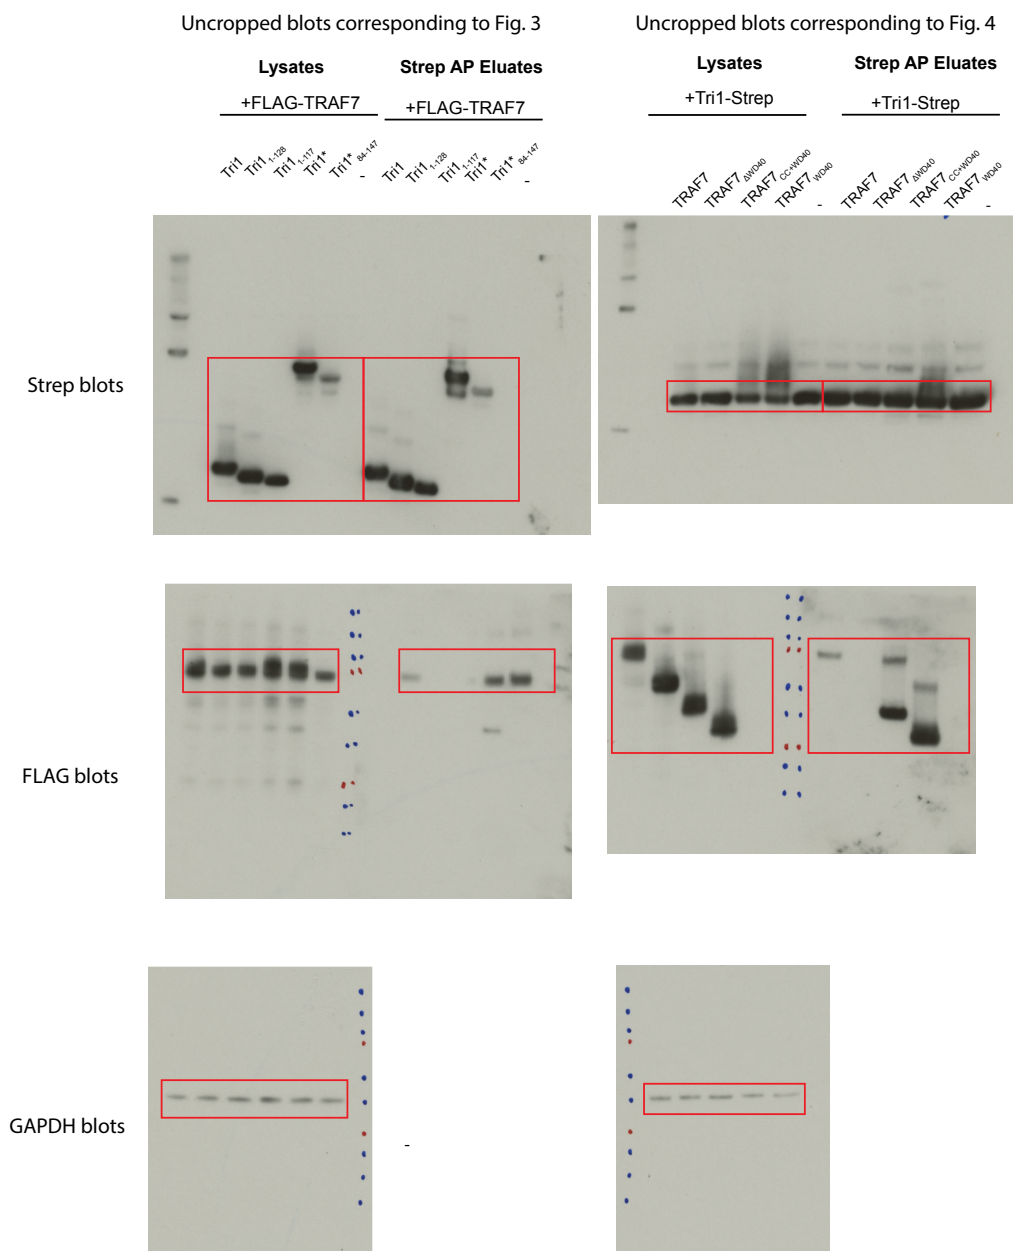 Uncropped blots corresponding to Fig. 3
Uncropped blots corresponding to Fig. 4
Lysates
Strep AP Eluates
Lysates
Strep AP Eluates
+FLAG-TRAF7
+FLAG-TRAF7
+Tri1-Strep
+Tri1-Strep
Tri1
Tri1 1-128
Tri1 1-117
Tri1*
Tri1* 84-147
-
Tri1
Tri1 1-128
Tri1 1-117
Tri1*
Tri1* 84-147
-
TRAF7
TRAF7 ΔWD40
TRAF7 CC+WD40
TRAF7 WD40
-
TRAF7
TRAF7 ΔWD40
TRAF7 CC+WD40
TRAF7 WD40
-
Strep blots
FLAG blots
GAPDH blots
-